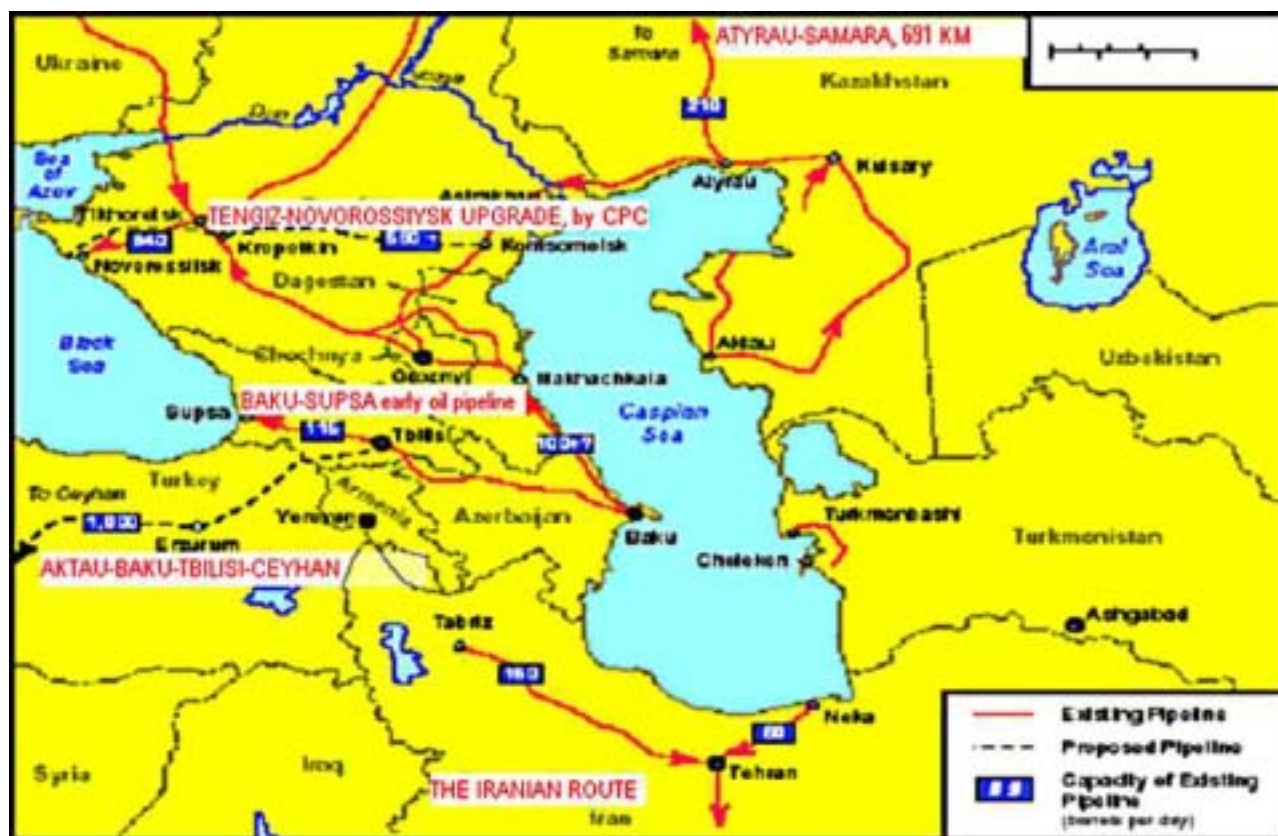 To
Samara
ATYRAU-SAMARA, 691 KM
Kazakhstan
Ukraine
Don
210
Sea
of
Azov
Atyrau
Kulsary
TENGIZ-NOVOROSSIYSK UPGRADE, by CPC
Kropotkin
Komsomolsk
Novorossiisk
Dagestan
Aral
Sea
Black
Sea
Chechnya
Aktau
Uzbekistan
Makhachkala
BAKU-SUPSA early oil pipeline
Supsa
115
Caspian
Sea
Tbilisi
Turkey
To Ceyhan
Armenia
Yerevan
Azerbaijan
Baku
Turkmenbashi
Turkmenistan
Erzurum
Cheleken
AKTAU-BAKU-TBILISI-CEYHAN
Ashgabad
Tabriz
160
Neka
Existing Pipeline
Proposed Pipeline
Tehran
Capacity of Existing
Pipeline
(barrels per day)
Syria
Iraq
THE IRANIAN ROUTE
Iran